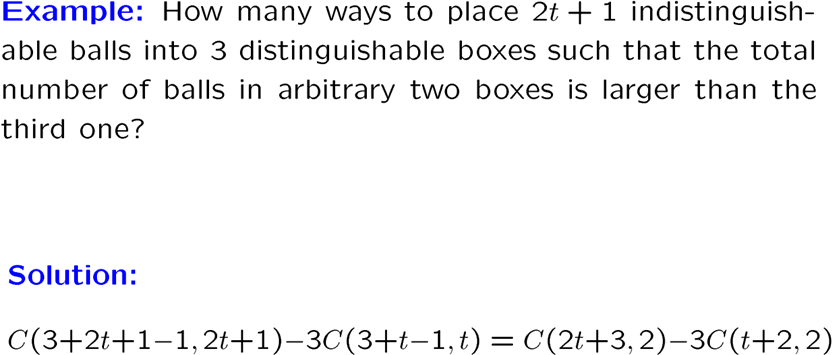 Example: How many ways to place 2t + 1 indistinguish-
able balls into 3 distinguishable boxes such that the total
number of balls in arbitrary two boxes is larger than the
third one?
Solution:
C(3+2t+1−1, 2t+1)−3C(3+t−1, t) = C(2t+3, 2)−3C(t+2, 2)